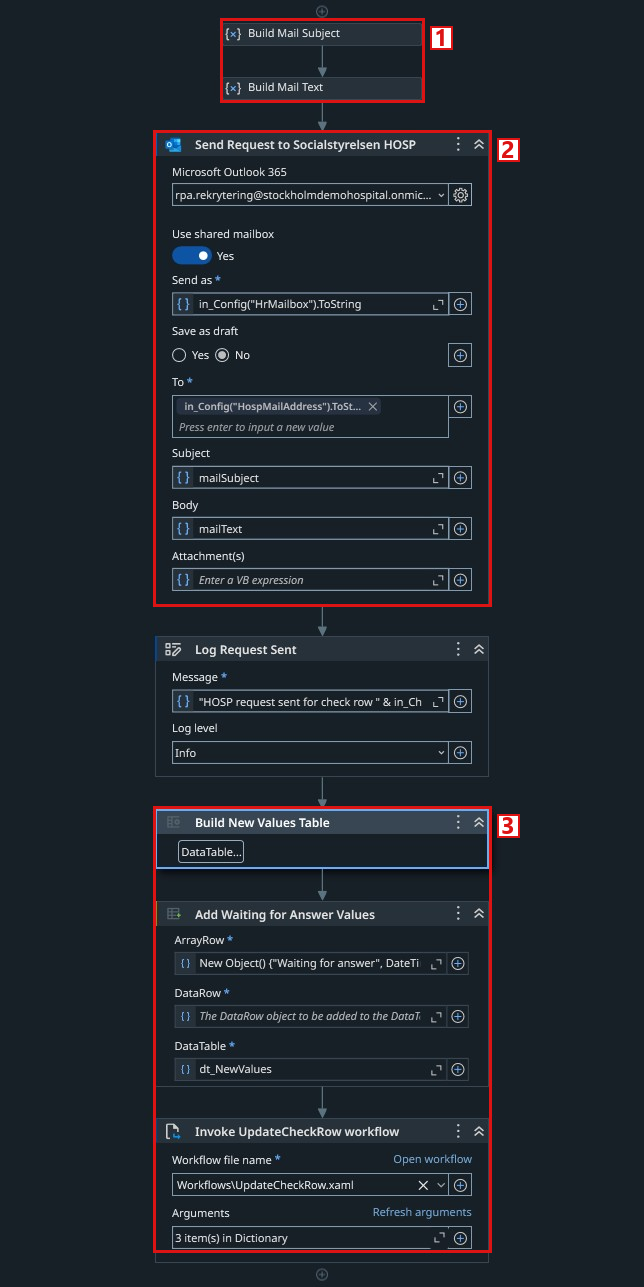 Build Mail Subject
1
Build Mail Text
Send Request to Socialstyrelsen HOSP
2
Microsoft Outlook 365
rpa.rekrytering@stockholmdemohospital.onmic...
Use shared mailbox
Yes
Send as *
in_Config("HrMailbox").ToString
Save as draft
Yes No
To *
in_Config("HospMailAddress").ToSt...
Press enter to input a new value
Subject
mailSubject
Body
mailText
Attachment(s)
Enter a VB expression
Log Request Sent
Message *
"HOSP request sent for check row " & in_Ch
Log level
Info
Build New Values Table
3
DataTable...
Add Waiting for Answer Values
ArrayRow *
New Object() {"Waiting for answer", DateTi
DataRow *
The DataRow object to be added to the DataT
DataTable *
dt_NewValues
Invoke UpdateCheckRow workflow
Workflow file name * Open workflow
Workflows\UpdateCheckRow.xaml
Arguments Refresh arguments
3 item(s) in Dictionary